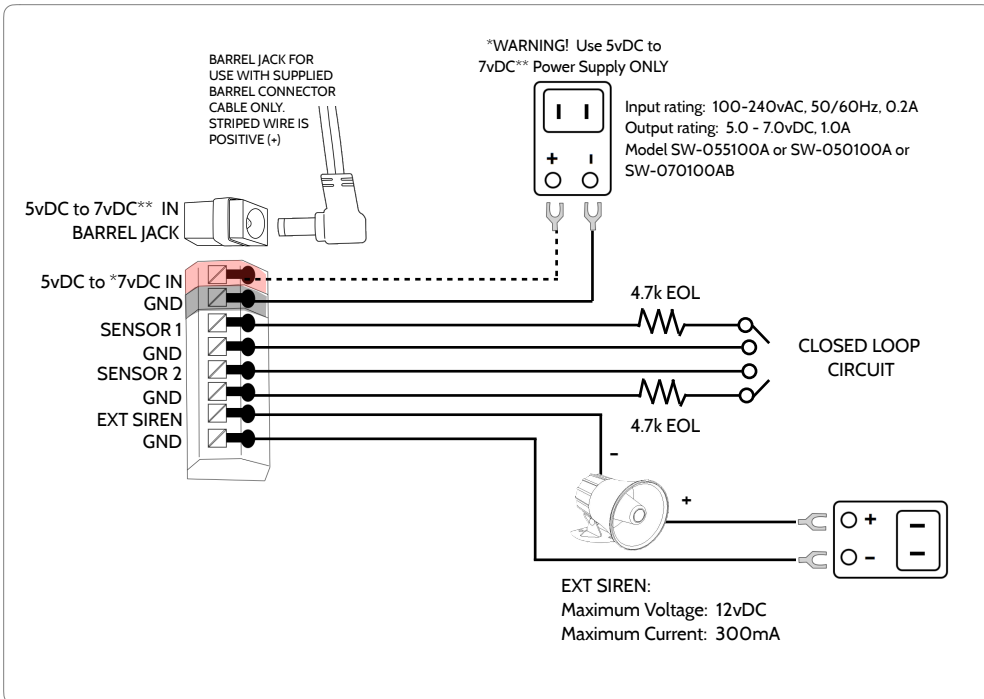 BARREL JACK FOR
USE WITH SUPPLIED
BARREL CONNECTOR
CABLE ONLY.
STRIPED WIRE IS
POSITIVE (+)
*WARNING! Use 5vDC to
7vDC** Power Supply ONLY
Input rating: 100-240vAC, 50/60Hz, 0.2A
Output rating: 5.0 - 7.0vDC, 1.0A
Model SW-055100A or SW-050100A or
SW-070100AB
+ -
5vDC to 7vDC** IN
BARREL JACK
5vDC to *7vDC IN
GND
SENSOR 1
GND
SENSOR 2
GND
EXT SIREN
GND
4.7k EOL
CLOSED LOOP
CIRCUIT
4.7k EOL
-
+
+
-
EXT SIREN:
Maximum Voltage: 12vDC
Maximum Current: 300mA